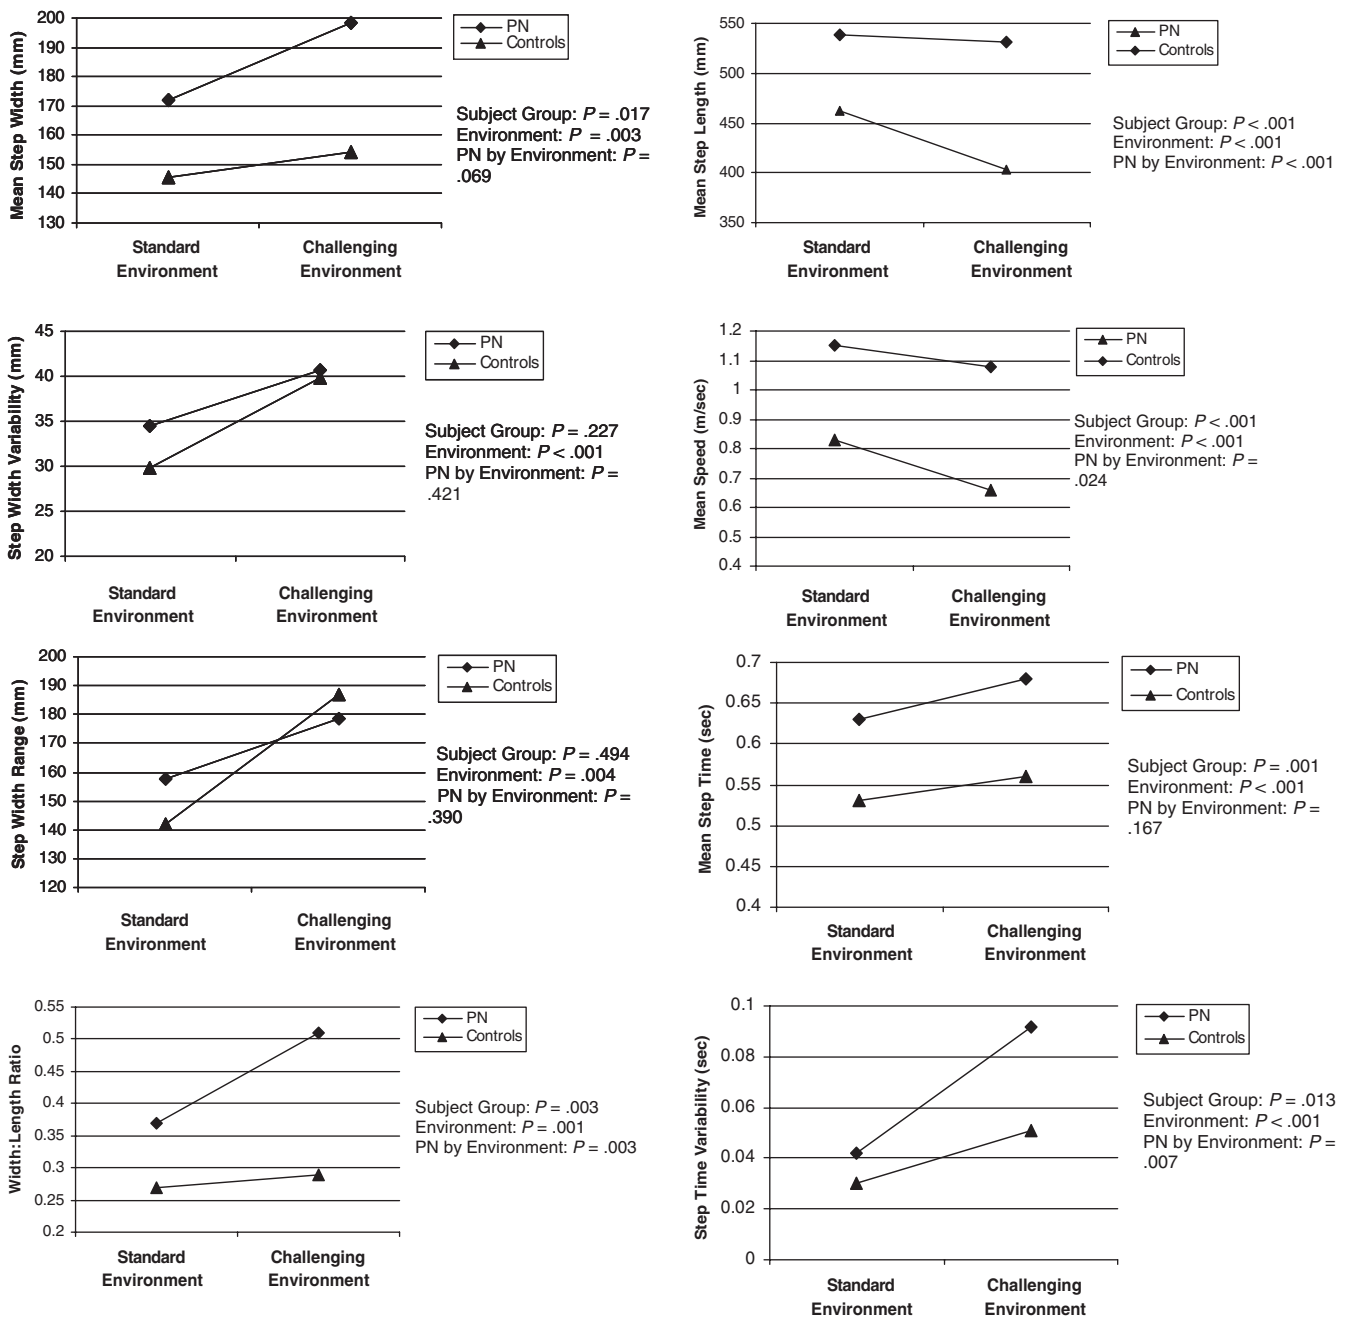 200
190
180
170
160
150
140
130
Mean Step Width (mm)
Standard
Environment
Challenging
Environment
PN
Controls
Subject Group: P = .017
Environment: P = .003
PN by Environment: P =
.069
550
500
450
400
350
Mean Step Length (mm)
Standard
Environment
Challenging
Environment
PN
Controls
Subject Group: P < .001
Environment: P < .001
PN by Environment: P < .001
45
40
35
30
25
20
Step Width Variability (mm)
Standard
Environment
Challenging
Environment
PN
Controls
Subject Group: P = .227
Environment: P < .001
PN by Environment: P =
.421
1.2
1.1
1
0.9
0.8
0.7
0.6
0.5
0.4
Mean Speed (m/sec)
Standard
Environment
Challenging
Environment
PN
Controls
Subject Group: P < .001
Environment: P < .001
PN by Environment: P =
.024
200
190
180
170
160
150
140
130
120
Step Width Range (mm)
Standard
Environment
Challenging
Environment
PN
Controls
Subject Group: P = .494
Environment: P = .004
PN by Environment: P =
.390
0.7
0.65
0.6
0.55
0.5
0.45
0.4
Mean Step Time (sec)
Standard
Environment
Challenging
Environment
PN
Controls
Subject Group: P = .001
Environment: P < .001
PN by Environment: P =
.167
0.55
0.5
0.45
0.4
0.35
0.3
0.25
0.2
Width:Length Ratio
Standard
Environment
Challenging
Environment
PN
Controls
Subject Group: P = .003
Environment: P = .001
PN by Environment: P = .003
0.1
0.08
0.06
0.04
0.02
0
Step Time Variability (sec)
Standard
Environment
Challenging
Environment
PN
Controls
Subject Group: P = .013
Environment: P < .001
PN by Environment: P =
.007